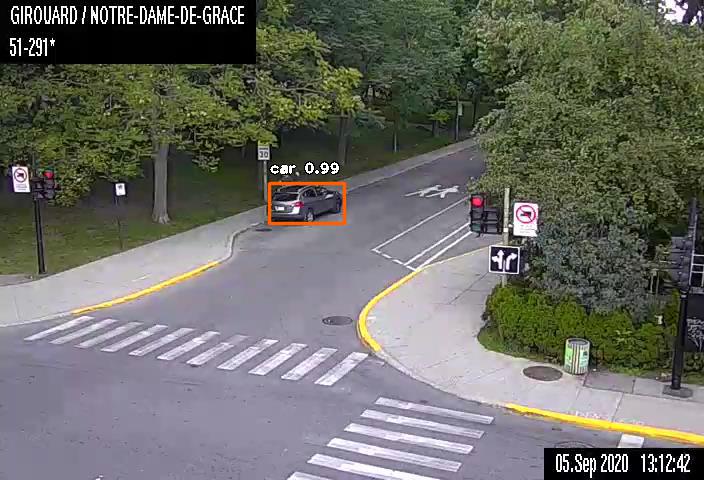 GIROUARD / NOTRE-DAME-DE-GRACE
51-291*
car 0.99
30
05.Sep 2020 13:12:42